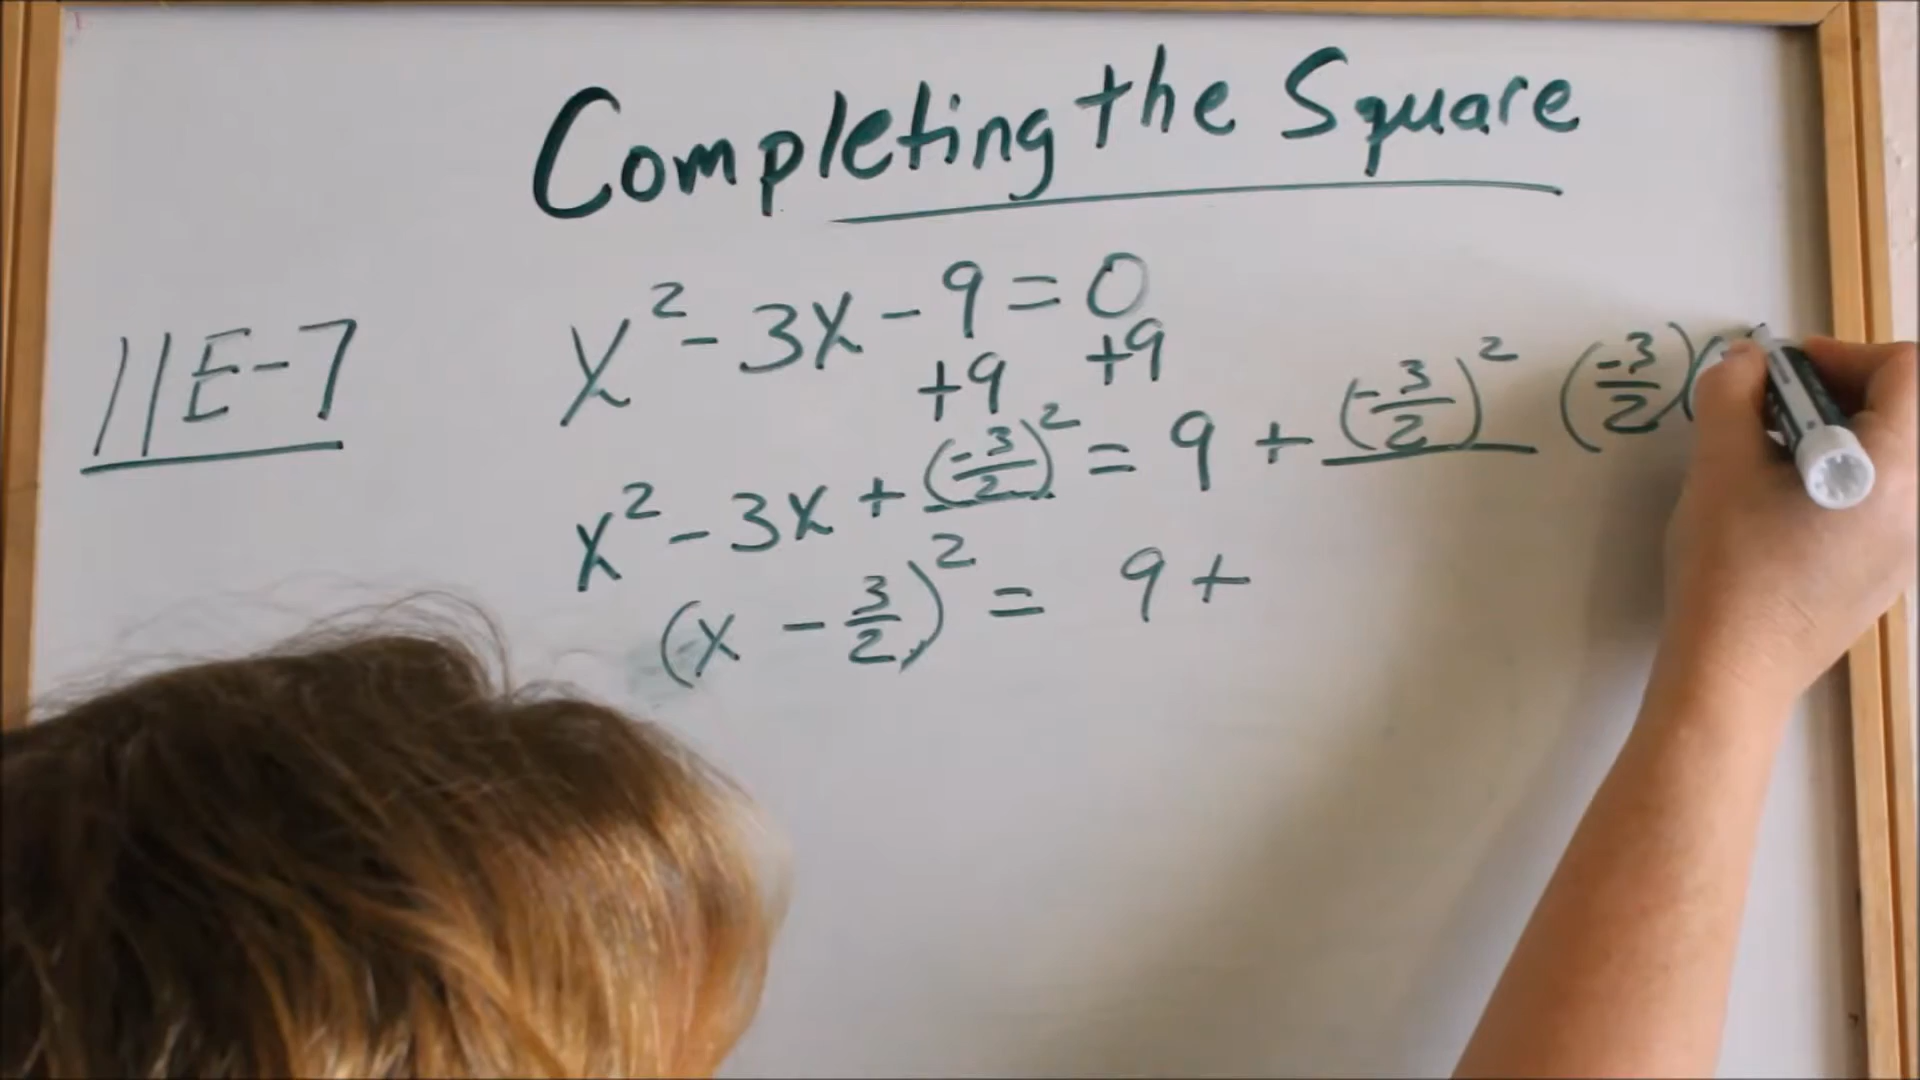 Completing the Square
11E-7
x² - 3x - 9 = 0
+9 +9
x² - 3x + (-3/2)² = 9 + (-3/2)² (-3/2)(
(x - 3/2)² = 9 +